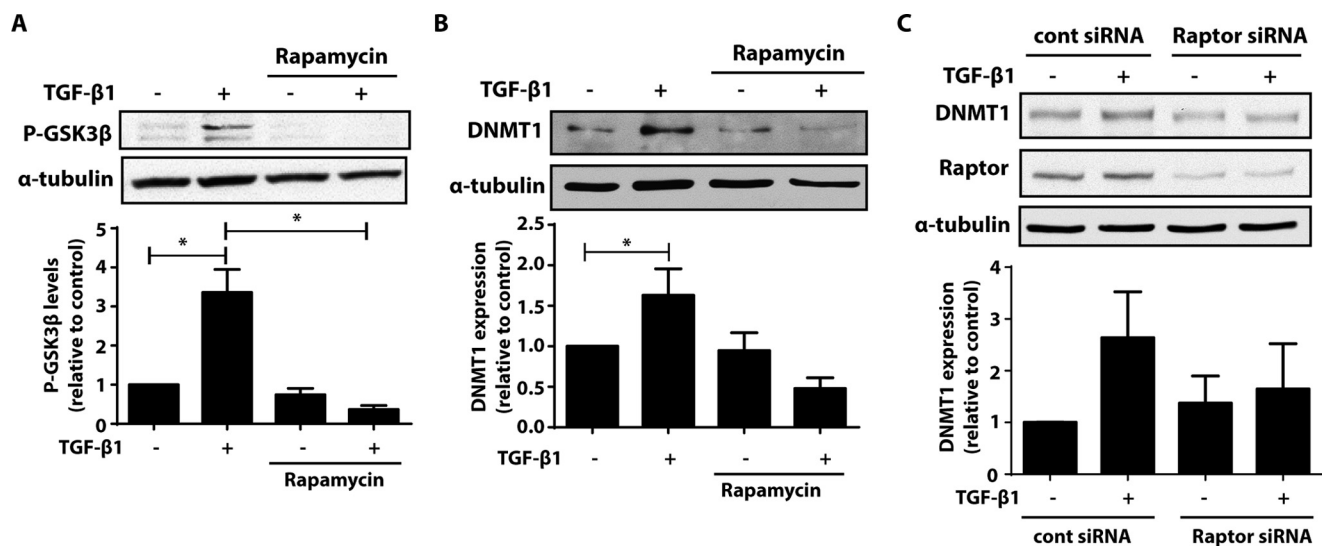 A
Rapamycin
TGF-β1 - + - +
P-GSK3β
α-tubulin
* *
P-GSK3β levels
(relative to control)
5
4
3
2
1
0
TGF-β1 - + - +
Rapamycin
B
Rapamycin
TGF-β1 - + - +
DNMT1
α-tubulin
*
DNMT1 expression
(relative to control)
2.5
2.0
1.5
1.0
0.5
0.0
TGF-β1 - + - +
Rapamycin
C
cont siRNA Raptor siRNA
TGF-β1 - + - +
DNMT1
Raptor
α-tubulin
DNMT1 expression
(relative to control)
4
3
2
1
0
TGF-β1 - + - +
cont siRNA Raptor siRNA